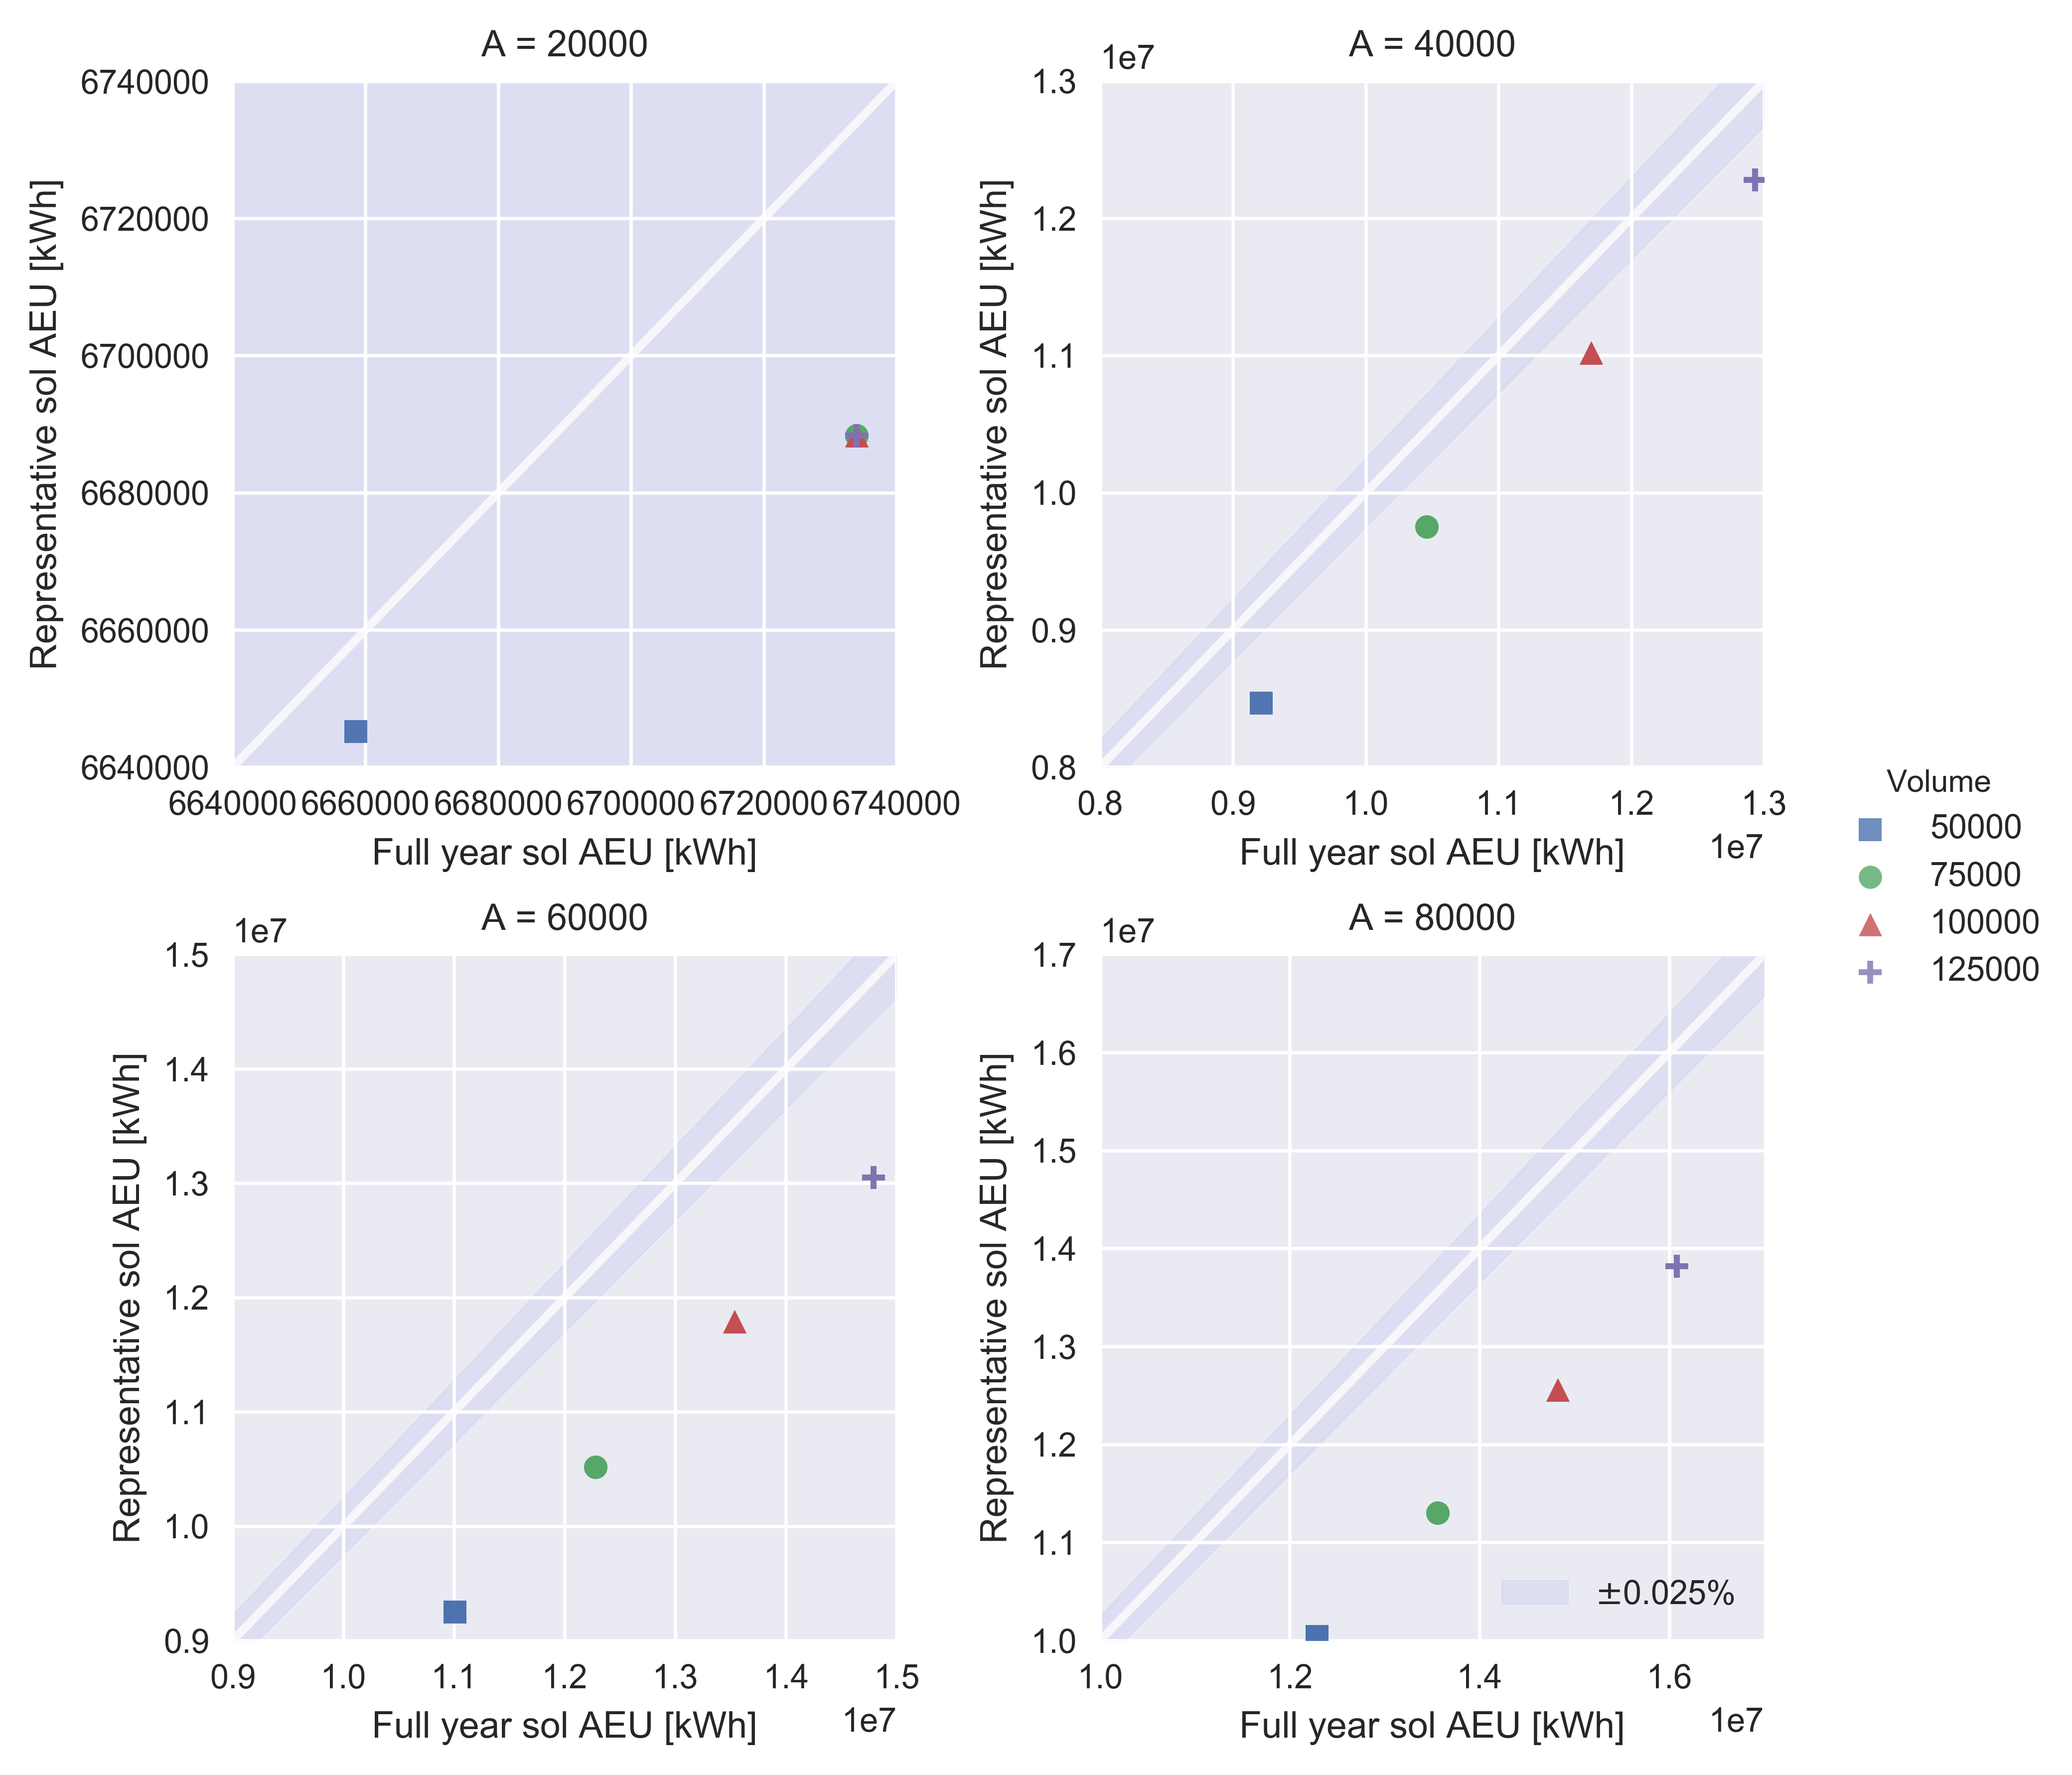 A = 20000
6740000
6720000
6700000
6680000
6660000
6640000
Representative sol AEU [kWh]
6640000 6660000 6680000 6700000 6720000 6740000
Full year sol AEU [kWh]
A = 40000
1e7
1.3
1.2
1.1
1.0
0.9
0.8
Representative sol AEU [kWh]
0.8 0.9 1.0 1.1 1.2 1.3
1e7
Full year sol AEU [kWh]
Volume
50000
75000
100000
125000
A = 60000
1e7
1.5
1.4
1.3
1.2
1.1
1.0
0.9
Representative sol AEU [kWh]
0.9 1.0 1.1 1.2 1.3 1.4 1.5
1e7
Full year sol AEU [kWh]
A = 80000
1e7
1.7
1.6
1.5
1.4
1.3
1.2
1.1
1.0
Representative sol AEU [kWh]
±0.025%
1.0 1.2 1.4 1.6
1e7
Full year sol AEU [kWh]